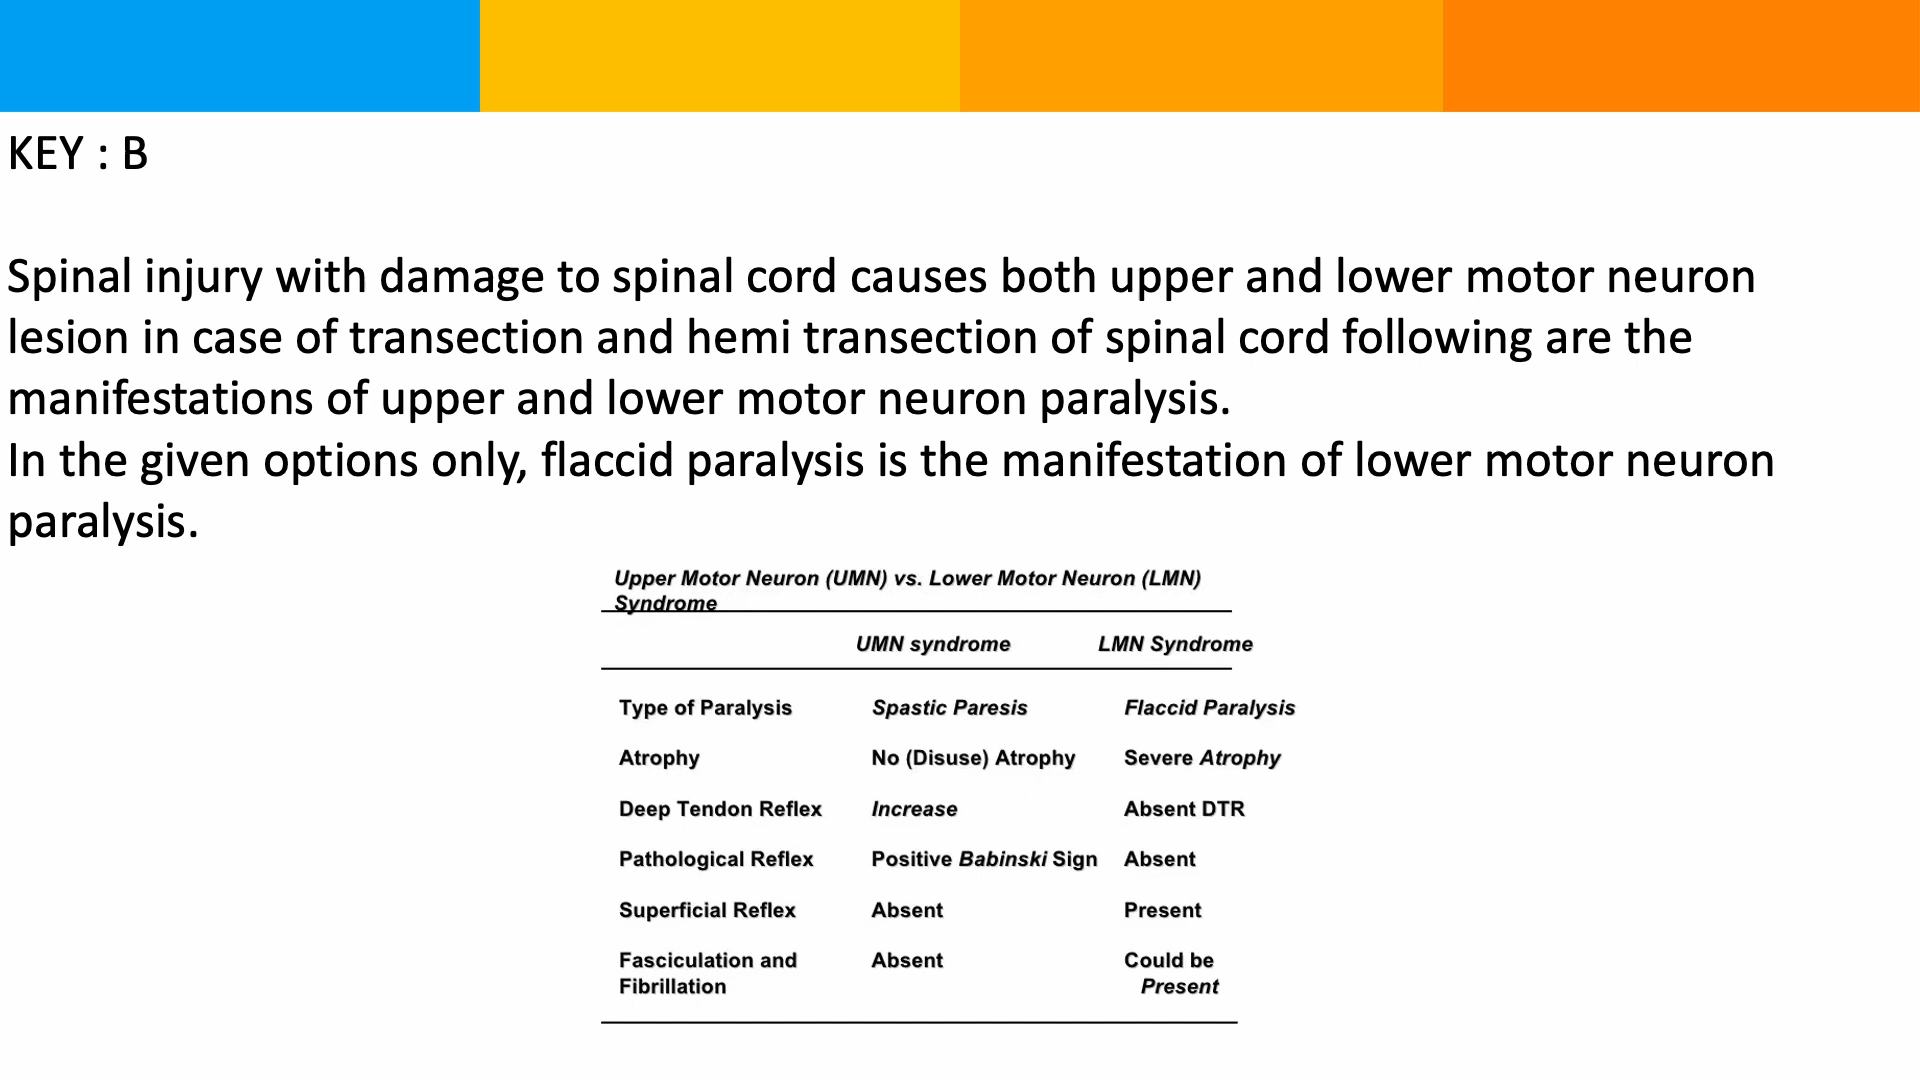 KEY : B
Spinal injury with damage to spinal cord causes both upper and lower motor neuron
lesion in case of transection and hemi transection of spinal cord following are the
manifestations of upper and lower motor neuron paralysis.
In the given options only, flaccid paralysis is the manifestation of lower motor neuron
paralysis.
Upper Motor Neuron (UMN) vs. Lower Motor Neuron (LMN)
Syndrome
UMN syndrome LMN Syndrome
Type of Paralysis Spastic Paresis Flaccid Paralysis
Atrophy No (Disuse) Atrophy Severe Atrophy
Deep Tendon Reflex Increase Absent DTR
Pathological Reflex Positive Babinski Sign Absent
Superficial Reflex Absent Present
Fasciculation and Absent Could be
Fibrillation Present